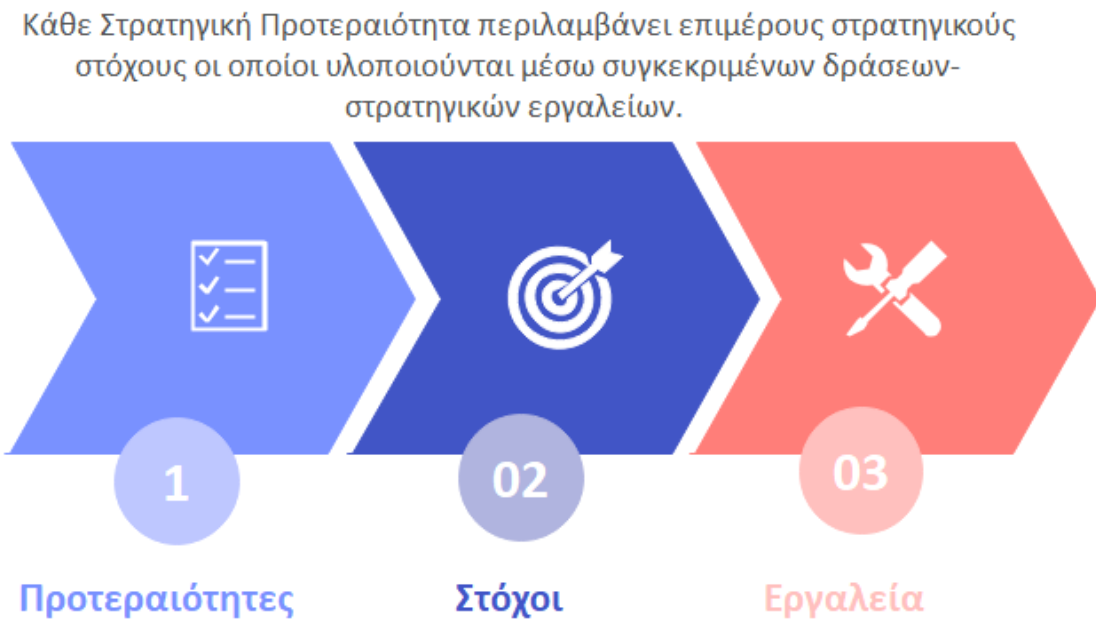 Κάθε Στρατηγική Προτεραιότητα περιλαμβάνει επιμέρους στρατηγικούς
στόχους οι οποίοι υλοποιούνται μέσω συγκεκριμένων δράσεων-
στρατηγικών εργαλείων.
1
02
03
Προτεραιότητες
Στόχοι
Εργαλεία